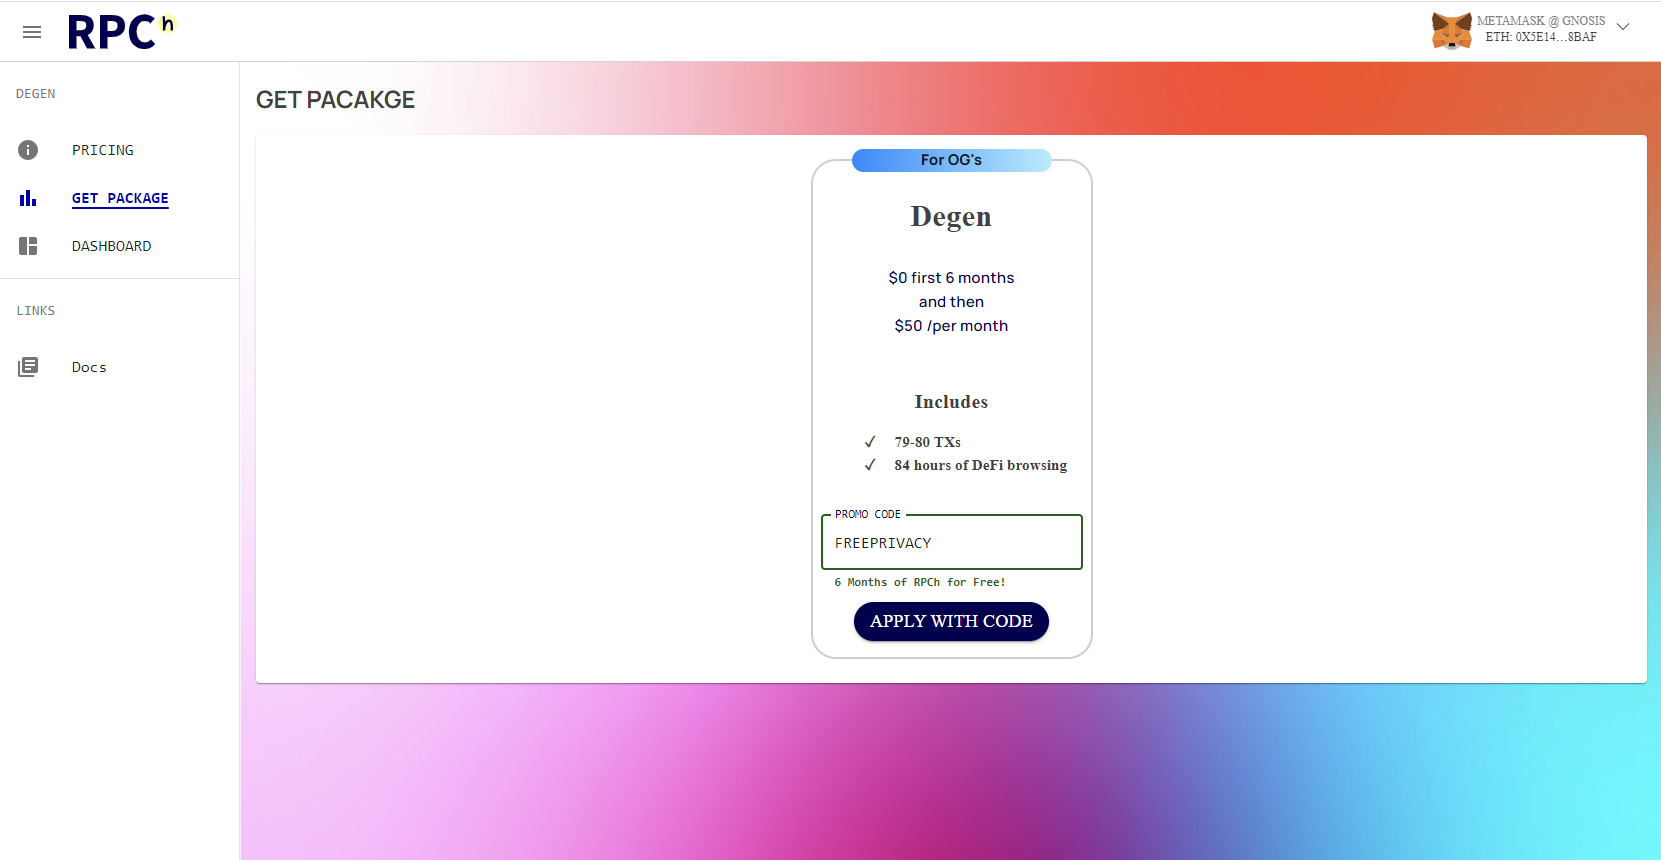 RPCh
METAMASK @ GNOSIS
ETH: 0X5E14...8BAF
DEGEN
PRICING
GET PACKAGE
DASHBOARD
LINKS
Docs
GET PACAKGE
For OG's
Degen
$0 first 6 months
and then
$50 /per month
Includes
✓ 79-80 TXs
✓ 84 hours of DeFi browsing
PROMO CODE
FREEPRIVACY
6 Months of RPCh for Free!
APPLY WITH CODE